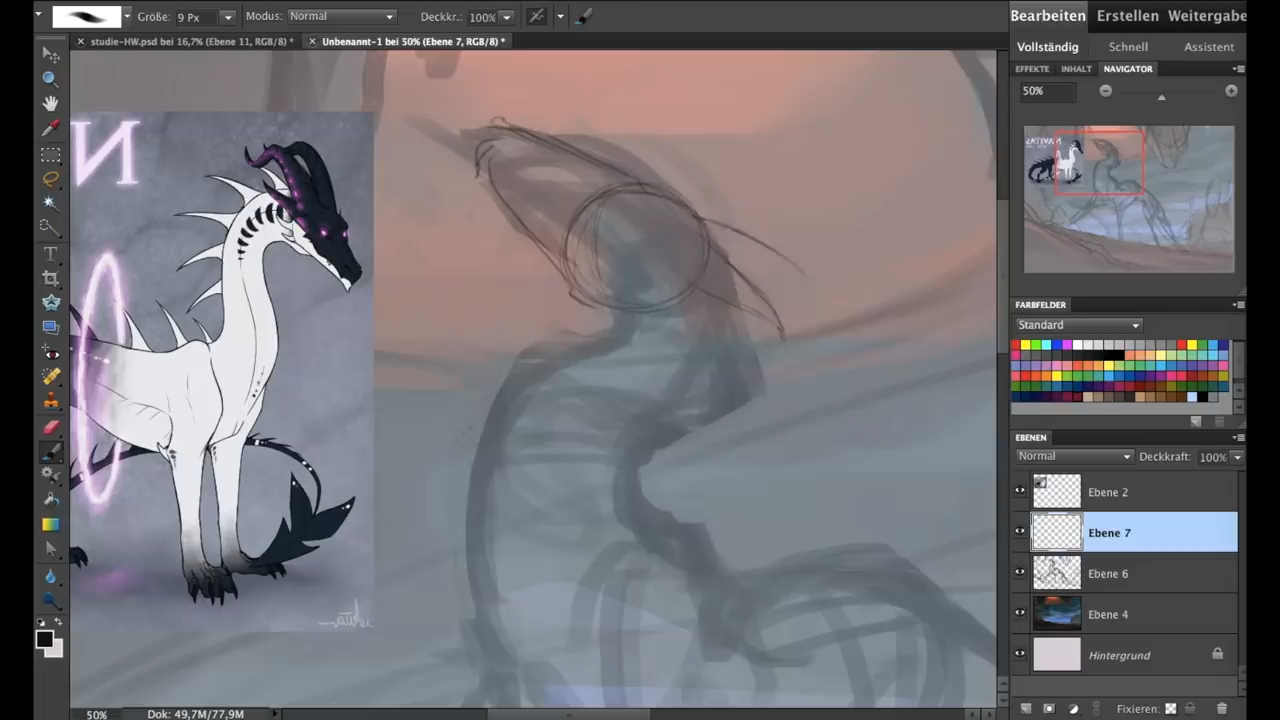 Größe: 9 Px Modus: Normal Deckkr.: 100%
Bearbeiten Erstellen Weitergabe
studie-HW.psd bei 16,7% (Ebene 11, RGB/8) * Unbenannt-1 bei 50% (Ebene 7, RGB/8) *
Vollständig Schnell Assistent
EFFEKTE INHALT NAVIGATOR
50%
FARBFELDER
Standard
EBENEN
Normal Deckkraft: 100%
Ebene 2
Ebene 7
Ebene 6
Ebene 4
Hintergrund
Fixieren:
50% Dok: 49,7M/77,9M